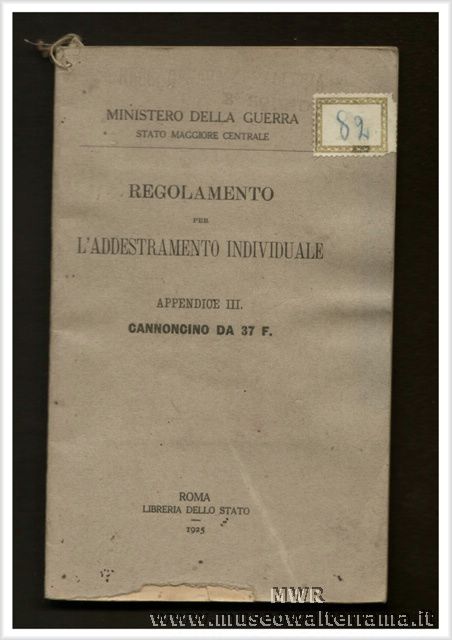 MINISTERO DELLA GUERRA
STATO MAGGIORE CENTRALE
82
REGOLAMENTO
PER
L'ADDESTRAMENTO INDIVIDUALE
APPENDICE III.
CANNONCINO DA 37 F.
ROMA
LIBRERIA DELLO STATO
1925
MWR
www.museowalterrama.it